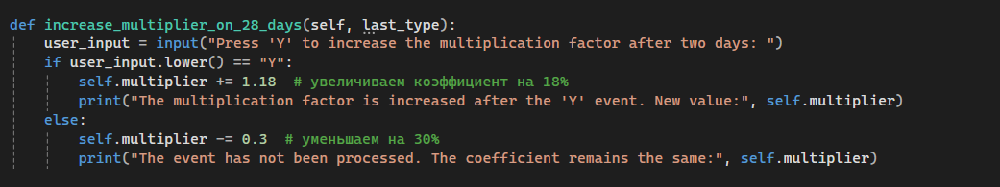 def increase_multiplier_on_28_days(self, last_type):
    user_input = input("Press 'Y' to increase the multiplication factor after two days: ")
    if user_input.lower() == "Y":
        self.multiplier += 1.18  # увеличиваем коэффициент на 18%
        print("The multiplication factor is increased after the 'Y' event. New value:", self.multiplier)
    else:
        self.multiplier -= 0.3  # уменьшаем на 30%
        print("The event has not been processed. The coefficient remains the same:", self.multiplier)